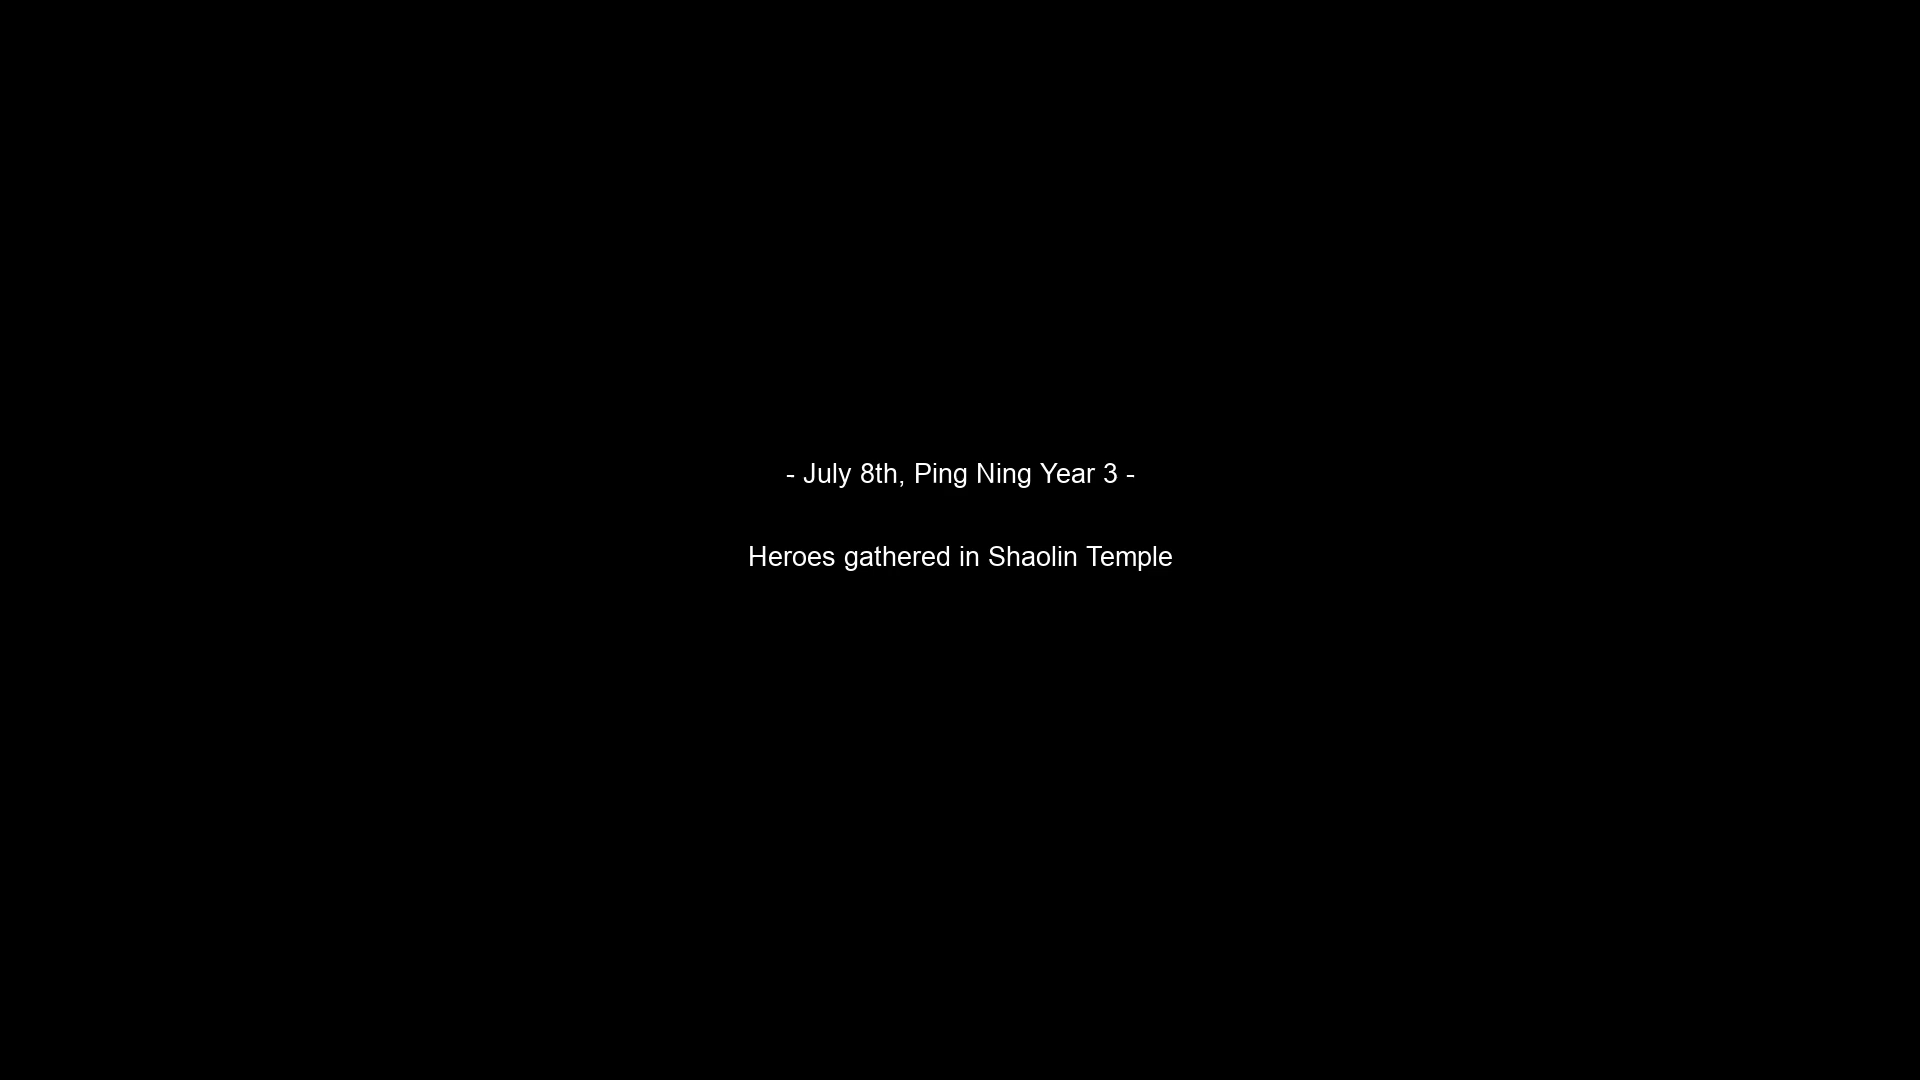 - July 8th, Ping Ning Year 3 -
Heroes gathered in Shaolin Temple